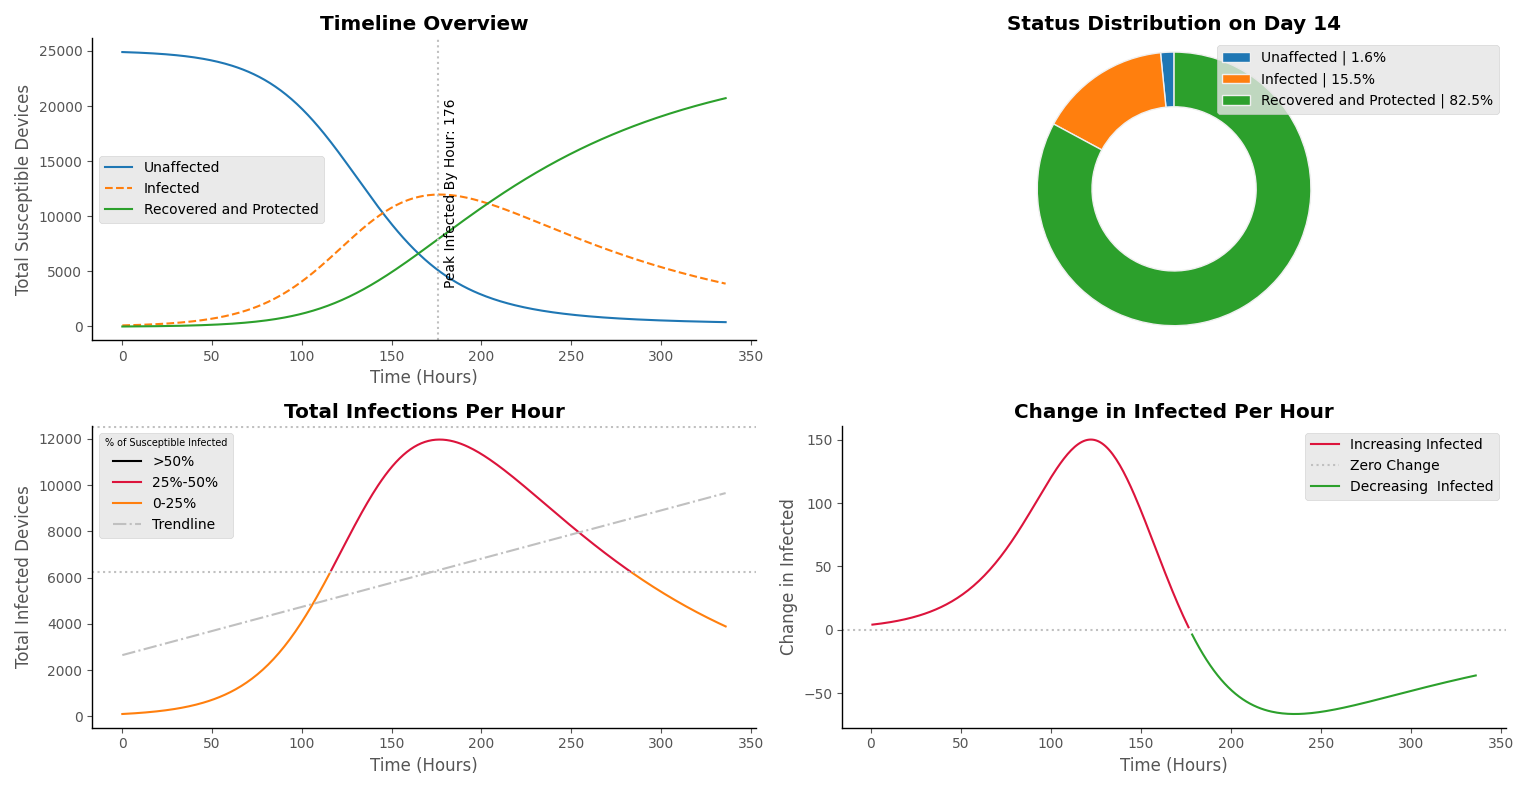 Timeline Overview
Total Susceptible Devices
25000
20000
15000
10000
5000
0
Unaffected
Infected
Recovered and Protected
Peak Infected By Hour: 176
0 50 100 150 200 250 300 350
Time (Hours)
Status Distribution on Day 14
Unaffected | 1.6%
Infected | 15.5%
Recovered and Protected | 82.5%
Total Infections Per Hour
Total Infected Devices
12000
10000
8000
6000
4000
2000
0
% of Susceptible Infected
>50%
25%-50%
0-25%
Trendline
0 50 100 150 200 250 300 350
Time (Hours)
Change in Infected Per Hour
Change in Infected
150
100
50
0
−50
Increasing Infected
Zero Change
Decreasing  Infected
0 50 100 150 200 250 300 350
Time (Hours)